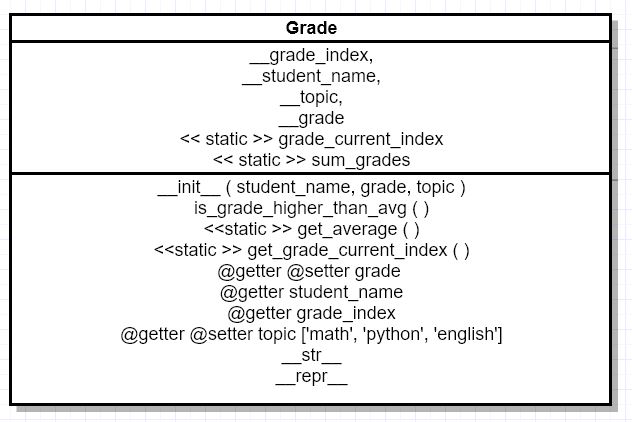 Grade
__grade_index,
__student_name,
__topic,
__grade
<< static >> grade_current_index
<< static >> sum_grades
__init__ ( student_name, grade, topic )
is_grade_higher_than_avg ( )
<<static >> get_average ( )
<<static >> get_grade_current_index ( )
@getter @setter grade
@getter student_name
@getter grade_index
@getter @setter topic ['math', 'python', 'english']
__str__
__repr__